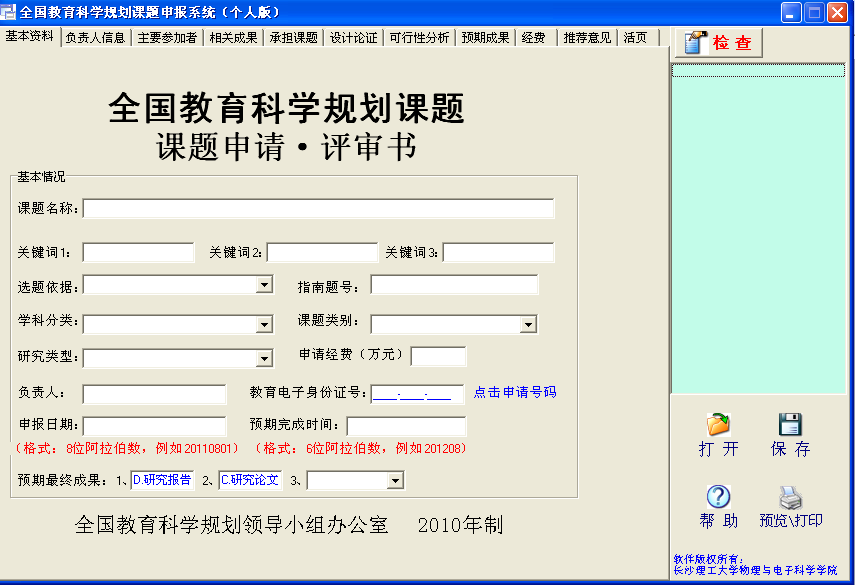 全国教育科学规划课题申报系统（个人版）
基本资料 负责人信息 主要参加者 相关成果 承担课题 设计论证 可行性分析 预期成果 经费 推荐意见 活页
检 查
全国教育科学规划课题
课题申请·评审书
基本情况
课题名称:
关键词1: 关键词2: 关键词3:
选题依据: 指南题号:
学科分类: 课题类别:
研究类型: 申请经费（万元）
负责人: 教育电子身份证号: ___.___.___ 点击申请号码
申报日期: 预期完成时间:
（格式: 8位阿拉伯数，例如20110801） （格式: 6位阿拉伯数，例如201208）
预期最终成果: 1、D.研究报告 2、C.研究论文 3、
全国教育科学规划领导小组办公室 2010年制
打 开 保 存
帮 助 预览\打印
软件版权所有:
长沙理工大学物理与电子科学学院